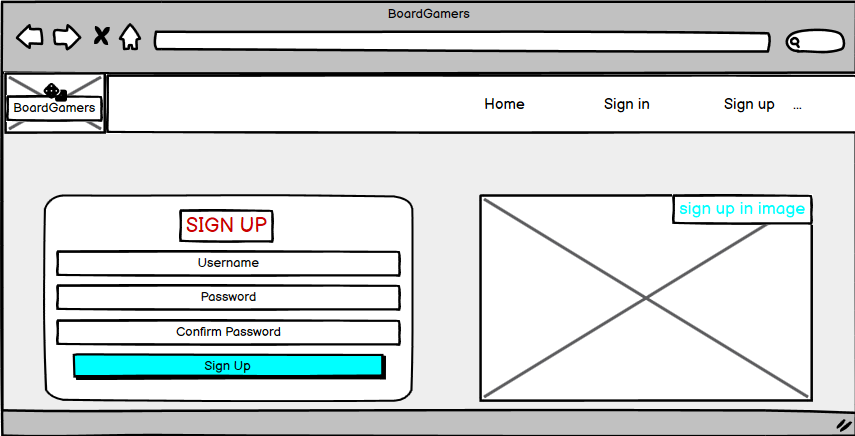 BoardGamers
BoardGamers
Home Sign in Sign up ...
SIGN UP
sign up in image
Username
Password
Confirm Password
Sign Up